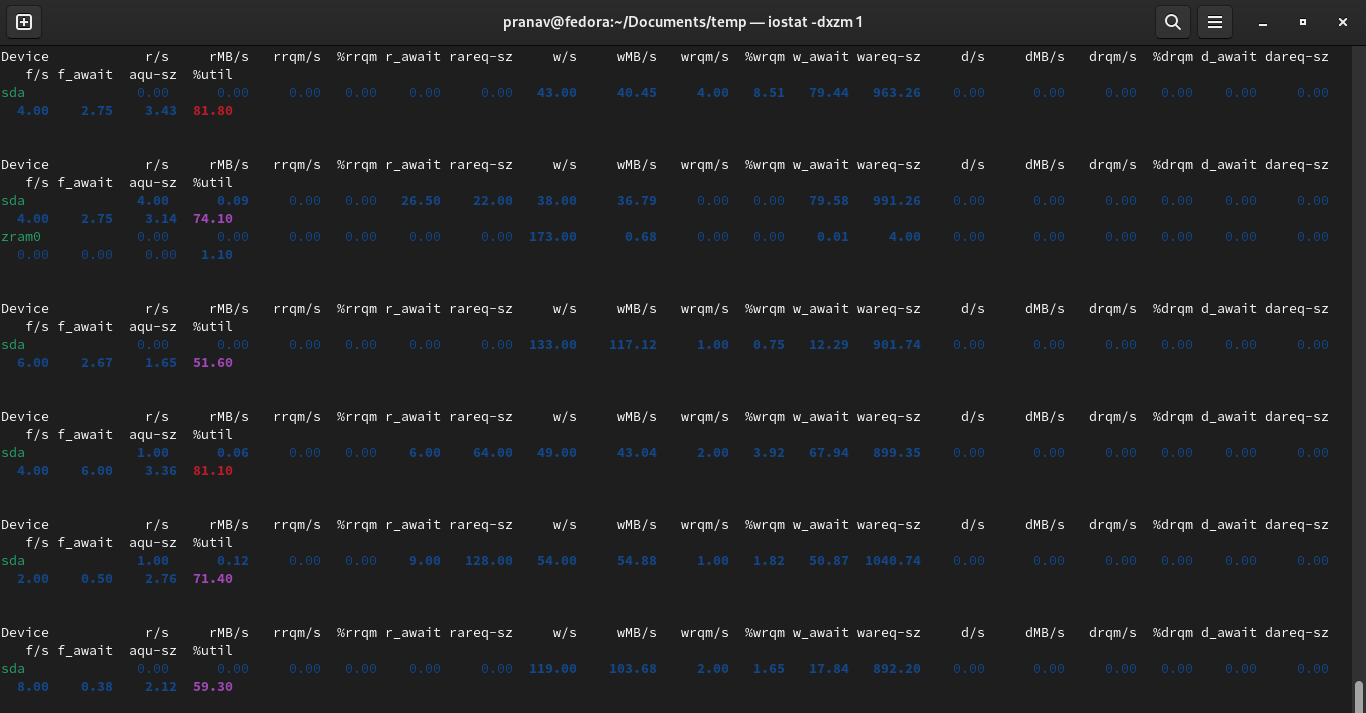 pranav@fedora:~/Documents/temp — iostat -dxzm 1
Device r/s rMB/s rrqm/s %rrqm r_await rareq-sz w/s wMB/s wrqm/s %wrqm w_await wareq-sz d/s dMB/s drqm/s %drqm d_await dareq-sz
f/s f_await aqu-sz %util
sda 0.00 0.00 0.00 0.00 0.00 0.00 43.00 40.45 4.00 8.51 79.44 963.26 0.00 0.00 0.00 0.00 0.00 0.00
4.00 2.75 3.43 81.80
Device r/s rMB/s rrqm/s %rrqm r_await rareq-sz w/s wMB/s wrqm/s %wrqm w_await wareq-sz d/s dMB/s drqm/s %drqm d_await dareq-sz
f/s f_await aqu-sz %util
sda 4.00 0.09 0.00 0.00 26.50 22.00 38.00 36.79 0.00 0.00 79.58 991.26 0.00 0.00 0.00 0.00 0.00 0.00
4.00 2.75 3.14 74.10
zram0 0.00 0.00 0.00 0.00 0.00 0.00 173.00 0.68 0.00 0.00 0.01 4.00 0.00 0.00 0.00 0.00 0.00 0.00
0.00 0.00 0.00 1.10
Device r/s rMB/s rrqm/s %rrqm r_await rareq-sz w/s wMB/s wrqm/s %wrqm w_await wareq-sz d/s dMB/s drqm/s %drqm d_await dareq-sz
f/s f_await aqu-sz %util
sda 0.00 0.00 0.00 0.00 0.00 0.00 133.00 117.12 1.00 0.75 12.29 901.74 0.00 0.00 0.00 0.00 0.00 0.00
6.00 2.67 1.65 51.60
Device r/s rMB/s rrqm/s %rrqm r_await rareq-sz w/s wMB/s wrqm/s %wrqm w_await wareq-sz d/s dMB/s drqm/s %drqm d_await dareq-sz
f/s f_await aqu-sz %util
sda 1.00 0.06 0.00 0.00 6.00 64.00 49.00 43.04 2.00 3.92 67.94 899.35 0.00 0.00 0.00 0.00 0.00 0.00
4.00 6.00 3.36 81.10
Device r/s rMB/s rrqm/s %rrqm r_await rareq-sz w/s wMB/s wrqm/s %wrqm w_await wareq-sz d/s dMB/s drqm/s %drqm d_await dareq-sz
f/s f_await aqu-sz %util
sda 1.00 0.12 0.00 0.00 9.00 128.00 54.00 54.88 1.00 1.82 50.87 1040.74 0.00 0.00 0.00 0.00 0.00 0.00
2.00 0.50 2.76 71.40
Device r/s rMB/s rrqm/s %rrqm r_await rareq-sz w/s wMB/s wrqm/s %wrqm w_await wareq-sz d/s dMB/s drqm/s %drqm d_await dareq-sz
f/s f_await aqu-sz %util
sda 0.00 0.00 0.00 0.00 0.00 0.00 119.00 103.68 2.00 1.65 17.84 892.20 0.00 0.00 0.00 0.00 0.00 0.00
8.00 0.38 2.12 59.30